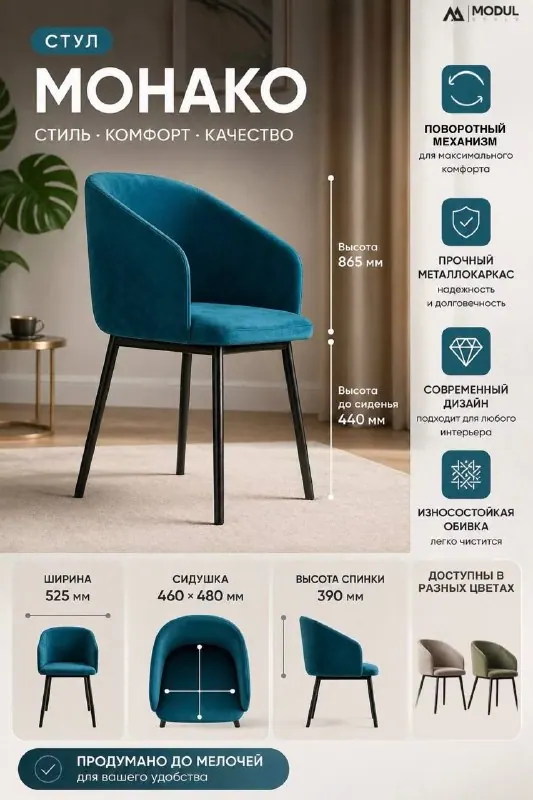 MODUL
STYLE
СТУЛ
МОНАКО
СТИЛЬ · КОМФОРТ · КАЧЕСТВО
Высота
865 мм
Высота
до сиденья
440 мм
ПОВОРОТНЫЙ
МЕХАНИЗМ
для максимального
комфорта
ПРОЧНЫЙ
МЕТАЛЛОКАРКАС
надежность
и долговечность
СОВРЕМЕННЫЙ
ДИЗАЙН
подходит для любого
интерьера
ИЗНОСОСТОЙКАЯ
ОБИВКА
легко чистится
ШИРИНА
525 мм
СИДУШКА
460 × 480 мм
ВЫСОТА СПИНКИ
390 мм
ДОСТУПНЫ В
РАЗНЫХ ЦВЕТАХ
ПРОДУМАНО ДО МЕЛОЧЕЙ
для вашего удобства